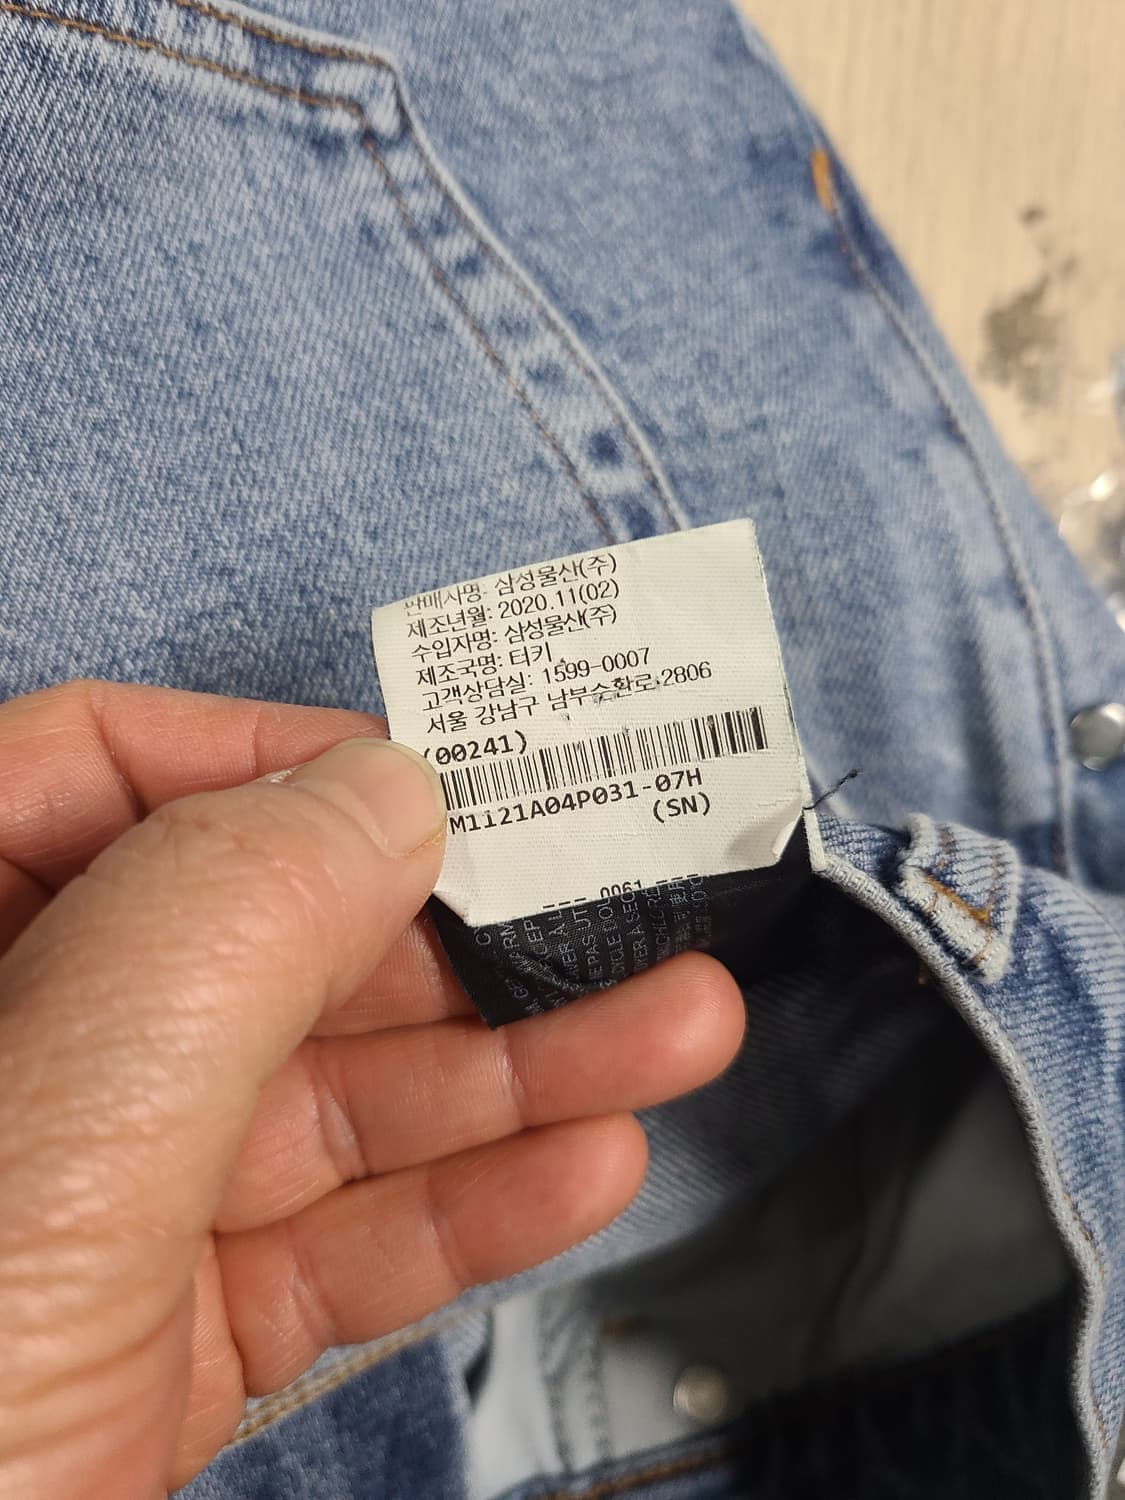 판매사명: 삼성물산(주)
제조년월: 2020.11(02)
수입자명: 삼성물산(주)
제조국명: 터키
고객상담실: 1599-0007
서울 강남구 남부순환로 2806
(00241)
M1121A04P031-07H
(SN)
--- 0061 ---